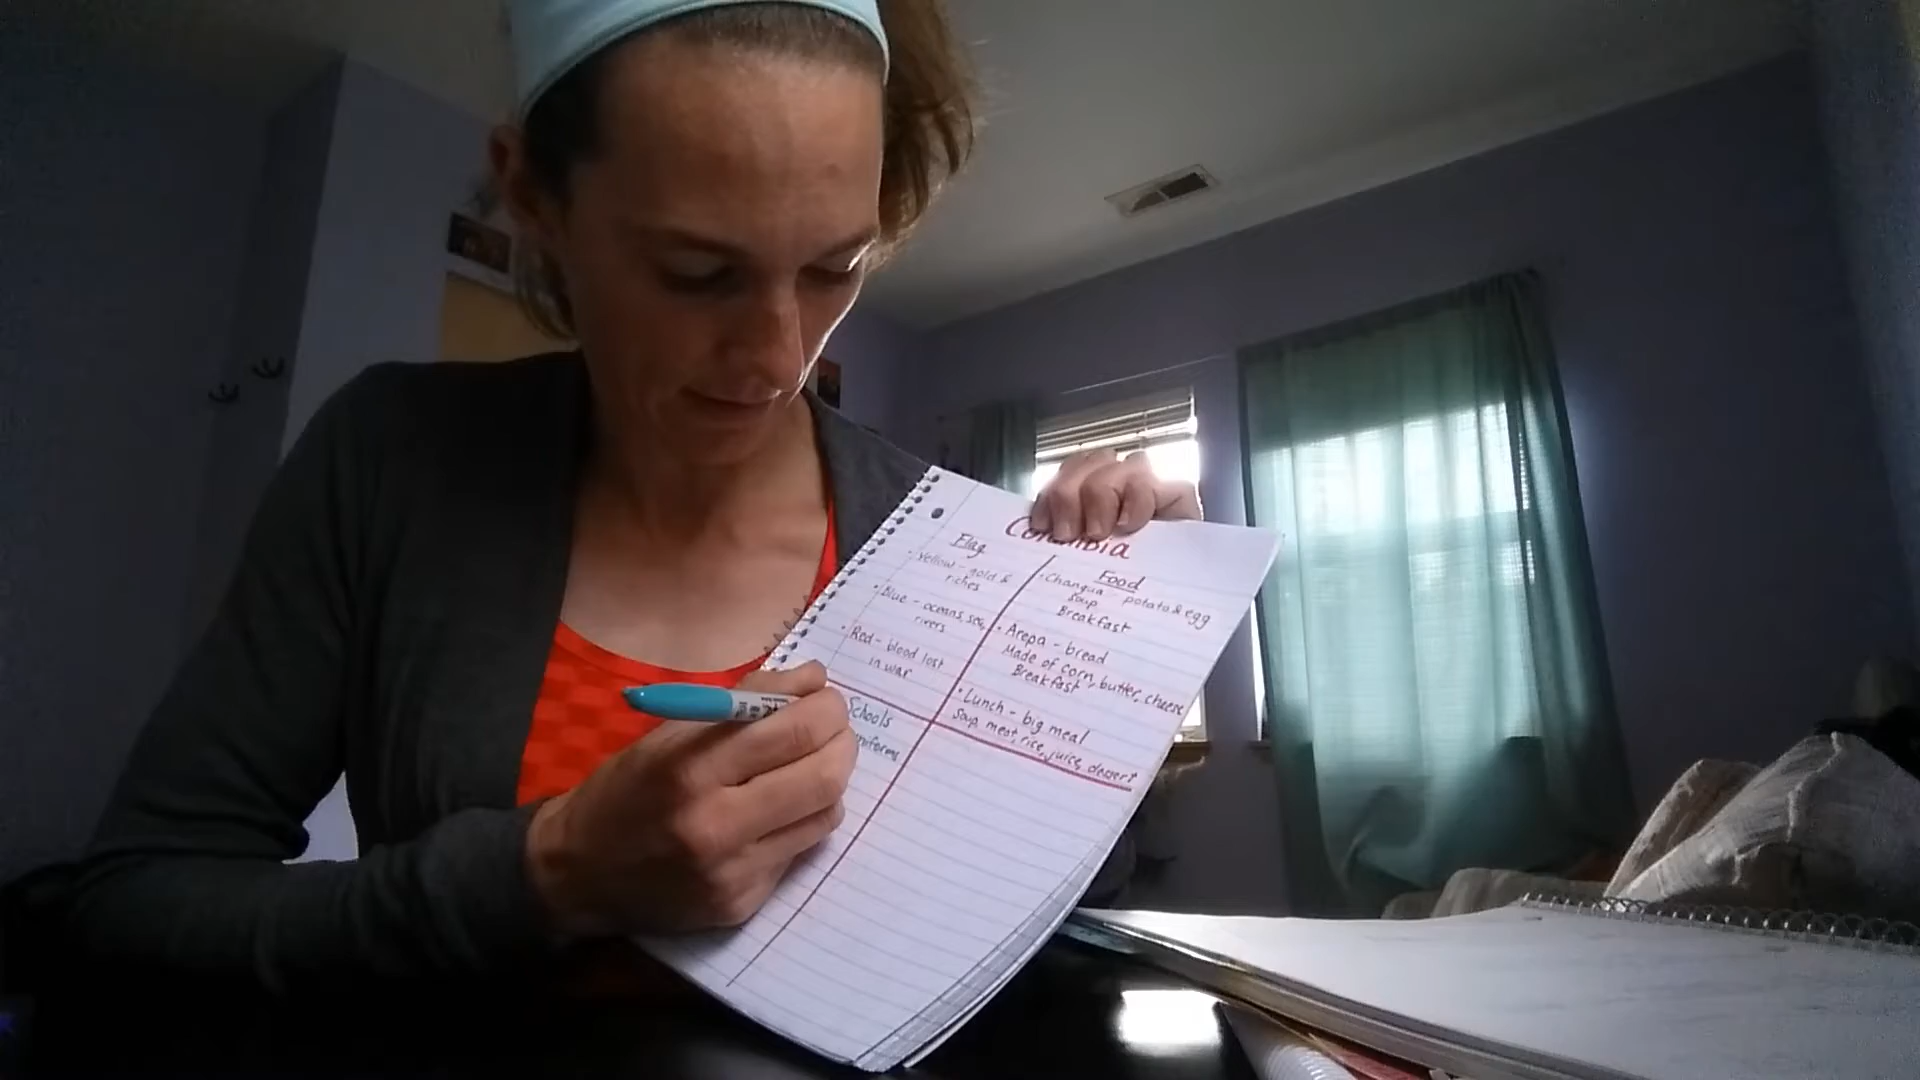 Flag
• Yellow - gold &
riches
• Blue - oceans, sea,
rivers
• Red - blood lost
in war
Food
• Changua - potato & egg
soup
Breakfast
• Arepa - bread
Made of corn, butter, cheese
Breakfast
• Lunch - big meal
Soup, meat, rice, juice, dessert
Schools
uniforms